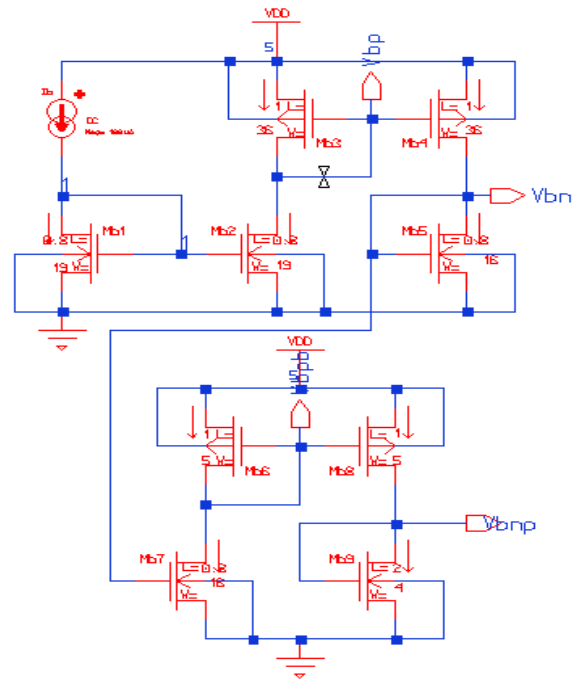 VDD
5
Vbp
Ib
1
36
Mb3
Mb4
1
36
1
Vbn
Mb1
0.8
19
Mb2
1
L=0.8
W=
19
Mb5
L=0.8
W=
16
VDD
Vbpb
Mb6
L=1
W=5
Mb8
L=1
W=5
Vbnp
Mb7
L=0.8
W=
16
Mb9
L=2
W=
4